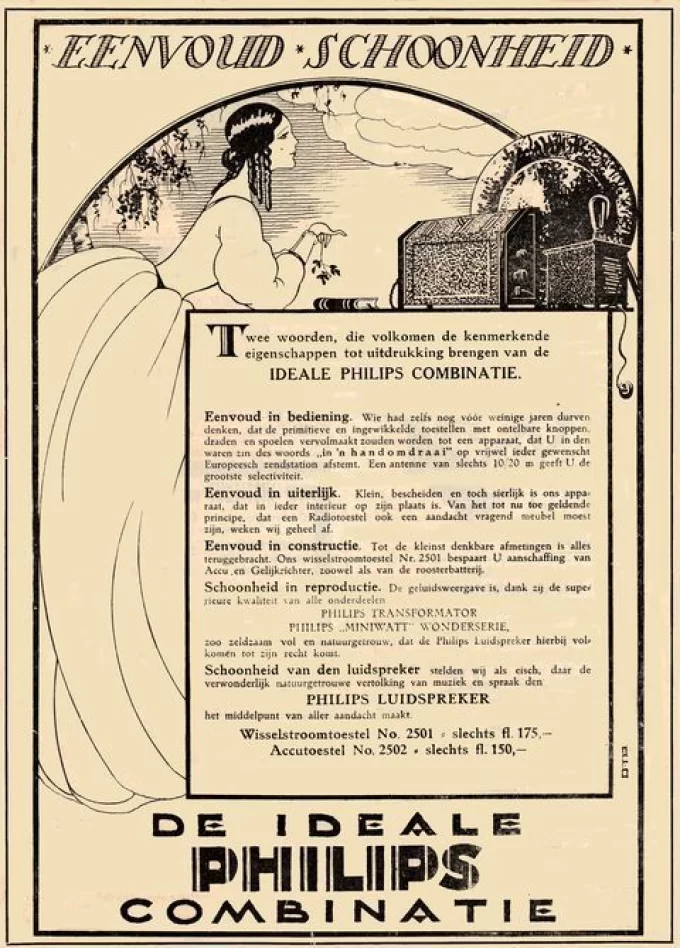 * EENVOUD * SCHOONHEID *
Twee woorden, die volkomen de kenmerkende
eigenschappen tot uitdrukking brengen van de
IDEALE PHILIPS COMBINATIE.
Eenvoud in bediening. Wie had zelfs nog vóór weinige jaren durven
denken, dat de primitieve en ingewikkelde toestellen met ontelbare knoppen,
draden en spoelen vervolmaakt zouden worden tot een apparaat, dat U in den
waren zin des woords „in 'n handomdraai" op vrijwel ieder gewenscht
Europeesch zendstation afstemt. Een antenne van slechts 10/20 m geeft U de
grootste selectiviteit.
Eenvoud in uiterlijk. Klein, bescheiden en toch sierlijk is ons appa-
raat, dat in ieder interieur op zijn plaats is. Van het tot nu toe geldende
principe, dat een Radiotoestel ook een aandacht vragend meubel moest
zijn, weken wij geheel af.
Eenvoud in constructie. Tot de kleinst denkbare afmetingen is alles
teruggebracht. Ons wisselstroomtoestel Nr. 2501 bespaart U aanschaffing van
Accu en Gelijkrichter, zoowel als van de roosterbatterij.
Schoonheid in reproductie. De geluidsweergave is, dank zij de supe-
rieure kwaliteit van alle onderdeelen
PHILIPS TRANSFORMATOR
PHILIPS „MINIWATT" WONDERSERIE,
zoo zeldzaam vol en natuurgetrouw, dat de Philips Luidspreker hierbij vol-
komen tot zijn recht komt.
Schoonheid van den luidspreker stelden wij als eisch, daar de
verwonderlijk natuurgetrouwe vertolking van muziek en spraak den
PHILIPS LUIDSPREKER
het middelpunt van aller aandacht maakt.
Wisselstroomtoestel No. 2501 - slechts fl. 175,—
Accutoestel No. 2502 - slechts fl. 150,—
DE IDEALE
PHILIPS
COMBINATIE